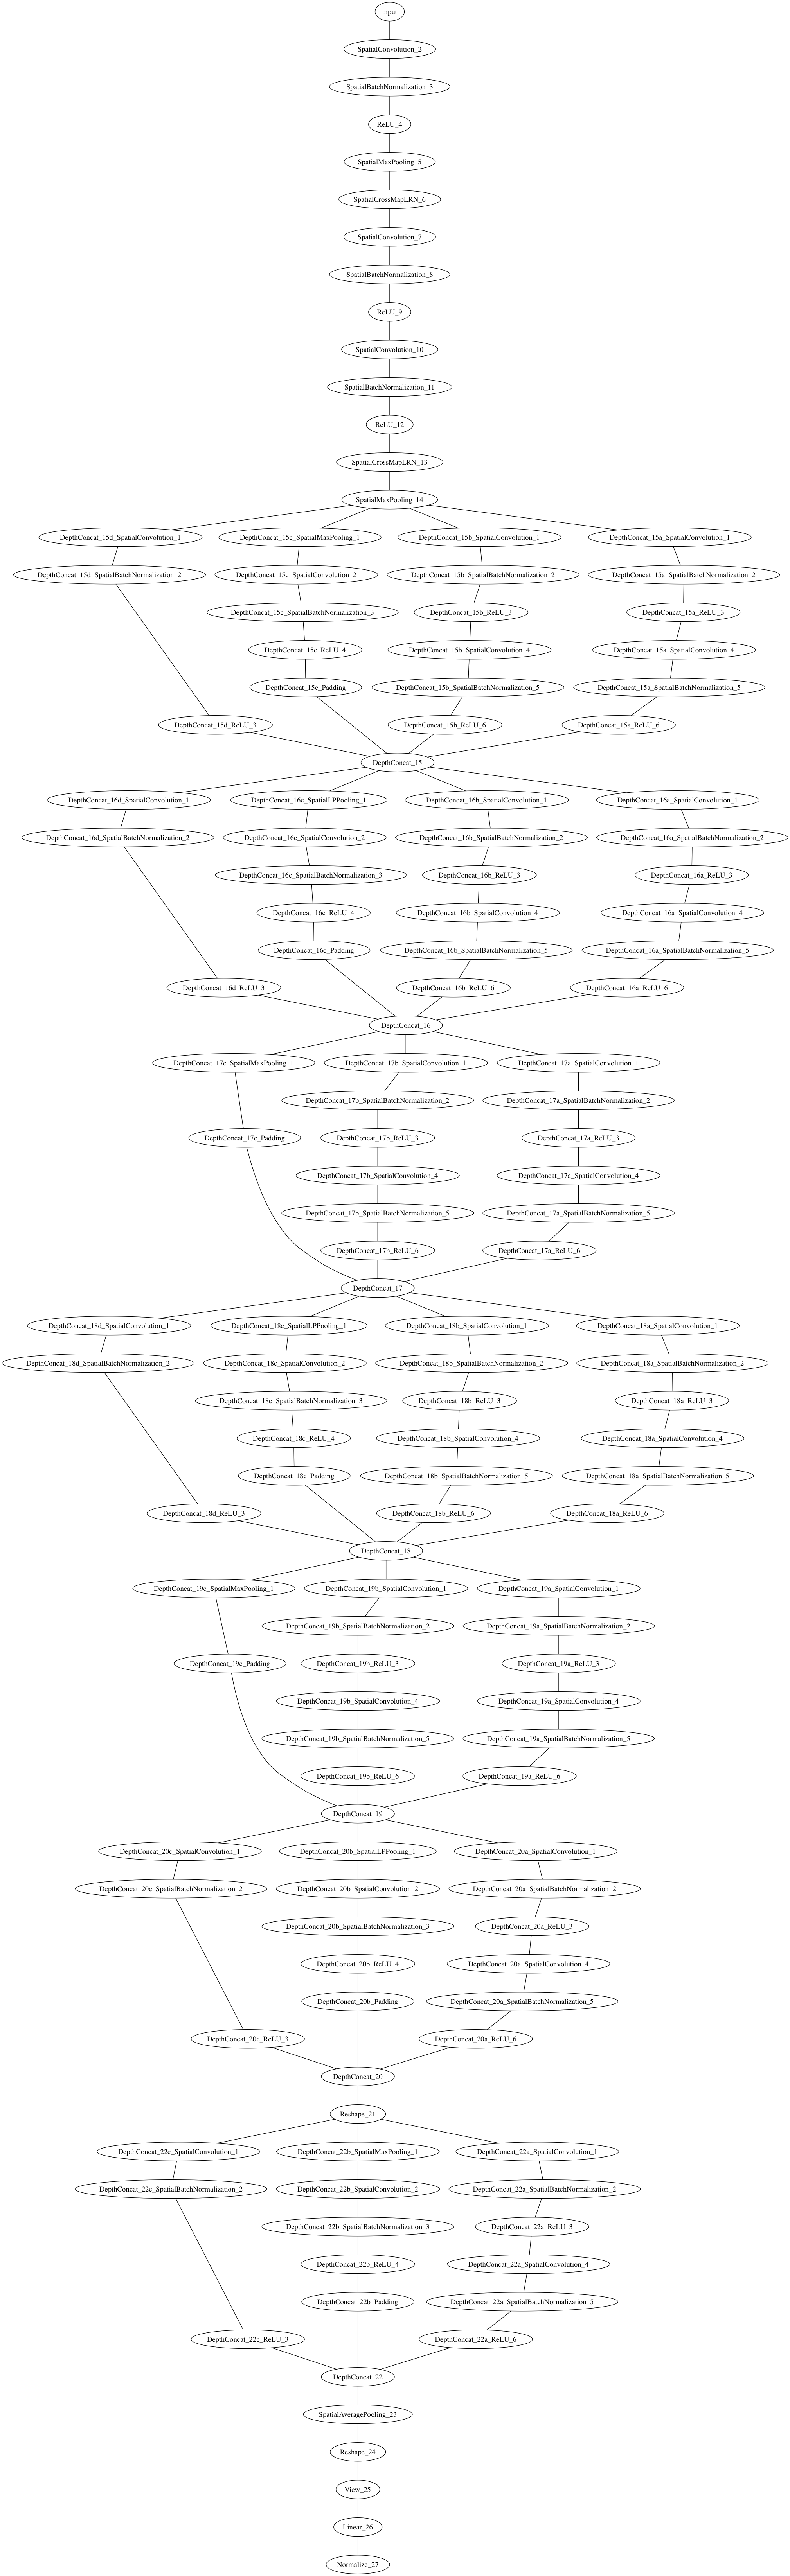 input
SpatialConvolution_2
SpatialBatchNormalization_3
ReLU_4
SpatialMaxPooling_5
SpatialCrossMapLRN_6
SpatialConvolution_7
SpatialBatchNormalization_8
ReLU_9
SpatialConvolution_10
SpatialBatchNormalization_11
ReLU_12
SpatialCrossMapLRN_13
SpatialMaxPooling_14
DepthConcat_15d_SpatialConvolution_1 DepthConcat_15c_SpatialMaxPooling_1 DepthConcat_15b_SpatialConvolution_1 DepthConcat_15a_SpatialConvolution_1
DepthConcat_15d_SpatialBatchNormalization_2 DepthConcat_15c_SpatialConvolution_2 DepthConcat_15b_SpatialBatchNormalization_2 DepthConcat_15a_SpatialBatchNormalization_2
DepthConcat_15c_SpatialBatchNormalization_3 DepthConcat_15b_ReLU_3 DepthConcat_15a_ReLU_3
DepthConcat_15c_ReLU_4 DepthConcat_15b_SpatialConvolution_4 DepthConcat_15a_SpatialConvolution_4
DepthConcat_15c_Padding DepthConcat_15b_SpatialBatchNormalization_5 DepthConcat_15a_SpatialBatchNormalization_5
DepthConcat_15d_ReLU_3 DepthConcat_15b_ReLU_6 DepthConcat_15a_ReLU_6
DepthConcat_15
DepthConcat_16d_SpatialConvolution_1 DepthConcat_16c_SpatialLPPooling_1 DepthConcat_16b_SpatialConvolution_1 DepthConcat_16a_SpatialConvolution_1
DepthConcat_16d_SpatialBatchNormalization_2 DepthConcat_16c_SpatialConvolution_2 DepthConcat_16b_SpatialBatchNormalization_2 DepthConcat_16a_SpatialBatchNormalization_2
DepthConcat_16c_SpatialBatchNormalization_3 DepthConcat_16b_ReLU_3 DepthConcat_16a_ReLU_3
DepthConcat_16c_ReLU_4 DepthConcat_16b_SpatialConvolution_4 DepthConcat_16a_SpatialConvolution_4
DepthConcat_16c_Padding DepthConcat_16b_SpatialBatchNormalization_5 DepthConcat_16a_SpatialBatchNormalization_5
DepthConcat_16d_ReLU_3 DepthConcat_16b_ReLU_6 DepthConcat_16a_ReLU_6
DepthConcat_16
DepthConcat_17c_SpatialMaxPooling_1 DepthConcat_17b_SpatialConvolution_1 DepthConcat_17a_SpatialConvolution_1
DepthConcat_17b_SpatialBatchNormalization_2 DepthConcat_17a_SpatialBatchNormalization_2
DepthConcat_17c_Padding DepthConcat_17b_ReLU_3 DepthConcat_17a_ReLU_3
DepthConcat_17b_SpatialConvolution_4 DepthConcat_17a_SpatialConvolution_4
DepthConcat_17b_SpatialBatchNormalization_5 DepthConcat_17a_SpatialBatchNormalization_5
DepthConcat_17b_ReLU_6 DepthConcat_17a_ReLU_6
DepthConcat_17
DepthConcat_18d_SpatialConvolution_1 DepthConcat_18c_SpatialLPPooling_1 DepthConcat_18b_SpatialConvolution_1 DepthConcat_18a_SpatialConvolution_1
DepthConcat_18d_SpatialBatchNormalization_2 DepthConcat_18c_SpatialConvolution_2 DepthConcat_18b_SpatialBatchNormalization_2 DepthConcat_18a_SpatialBatchNormalization_2
DepthConcat_18c_SpatialBatchNormalization_3 DepthConcat_18b_ReLU_3 DepthConcat_18a_ReLU_3
DepthConcat_18c_ReLU_4 DepthConcat_18b_SpatialConvolution_4 DepthConcat_18a_SpatialConvolution_4
DepthConcat_18c_Padding DepthConcat_18b_SpatialBatchNormalization_5 DepthConcat_18a_SpatialBatchNormalization_5
DepthConcat_18d_ReLU_3 DepthConcat_18b_ReLU_6 DepthConcat_18a_ReLU_6
DepthConcat_18
DepthConcat_19c_SpatialMaxPooling_1 DepthConcat_19b_SpatialConvolution_1 DepthConcat_19a_SpatialConvolution_1
DepthConcat_19b_SpatialBatchNormalization_2 DepthConcat_19a_SpatialBatchNormalization_2
DepthConcat_19c_Padding DepthConcat_19b_ReLU_3 DepthConcat_19a_ReLU_3
DepthConcat_19b_SpatialConvolution_4 DepthConcat_19a_SpatialConvolution_4
DepthConcat_19b_SpatialBatchNormalization_5 DepthConcat_19a_SpatialBatchNormalization_5
DepthConcat_19b_ReLU_6 DepthConcat_19a_ReLU_6
DepthConcat_19
DepthConcat_20c_SpatialConvolution_1 DepthConcat_20b_SpatialLPPooling_1 DepthConcat_20a_SpatialConvolution_1
DepthConcat_20c_SpatialBatchNormalization_2 DepthConcat_20b_SpatialConvolution_2 DepthConcat_20a_SpatialBatchNormalization_2
DepthConcat_20b_SpatialBatchNormalization_3 DepthConcat_20a_ReLU_3
DepthConcat_20b_ReLU_4 DepthConcat_20a_SpatialConvolution_4
DepthConcat_20b_Padding DepthConcat_20a_SpatialBatchNormalization_5
DepthConcat_20c_ReLU_3 DepthConcat_20a_ReLU_6
DepthConcat_20
Reshape_21
DepthConcat_22c_SpatialConvolution_1 DepthConcat_22b_SpatialMaxPooling_1 DepthConcat_22a_SpatialConvolution_1
DepthConcat_22c_SpatialBatchNormalization_2 DepthConcat_22b_SpatialConvolution_2 DepthConcat_22a_SpatialBatchNormalization_2
DepthConcat_22b_SpatialBatchNormalization_3 DepthConcat_22a_ReLU_3
DepthConcat_22b_ReLU_4 DepthConcat_22a_SpatialConvolution_4
DepthConcat_22b_Padding DepthConcat_22a_SpatialBatchNormalization_5
DepthConcat_22c_ReLU_3 DepthConcat_22a_ReLU_6
DepthConcat_22
SpatialAveragePooling_23
Reshape_24
View_25
Linear_26
Normalize_27